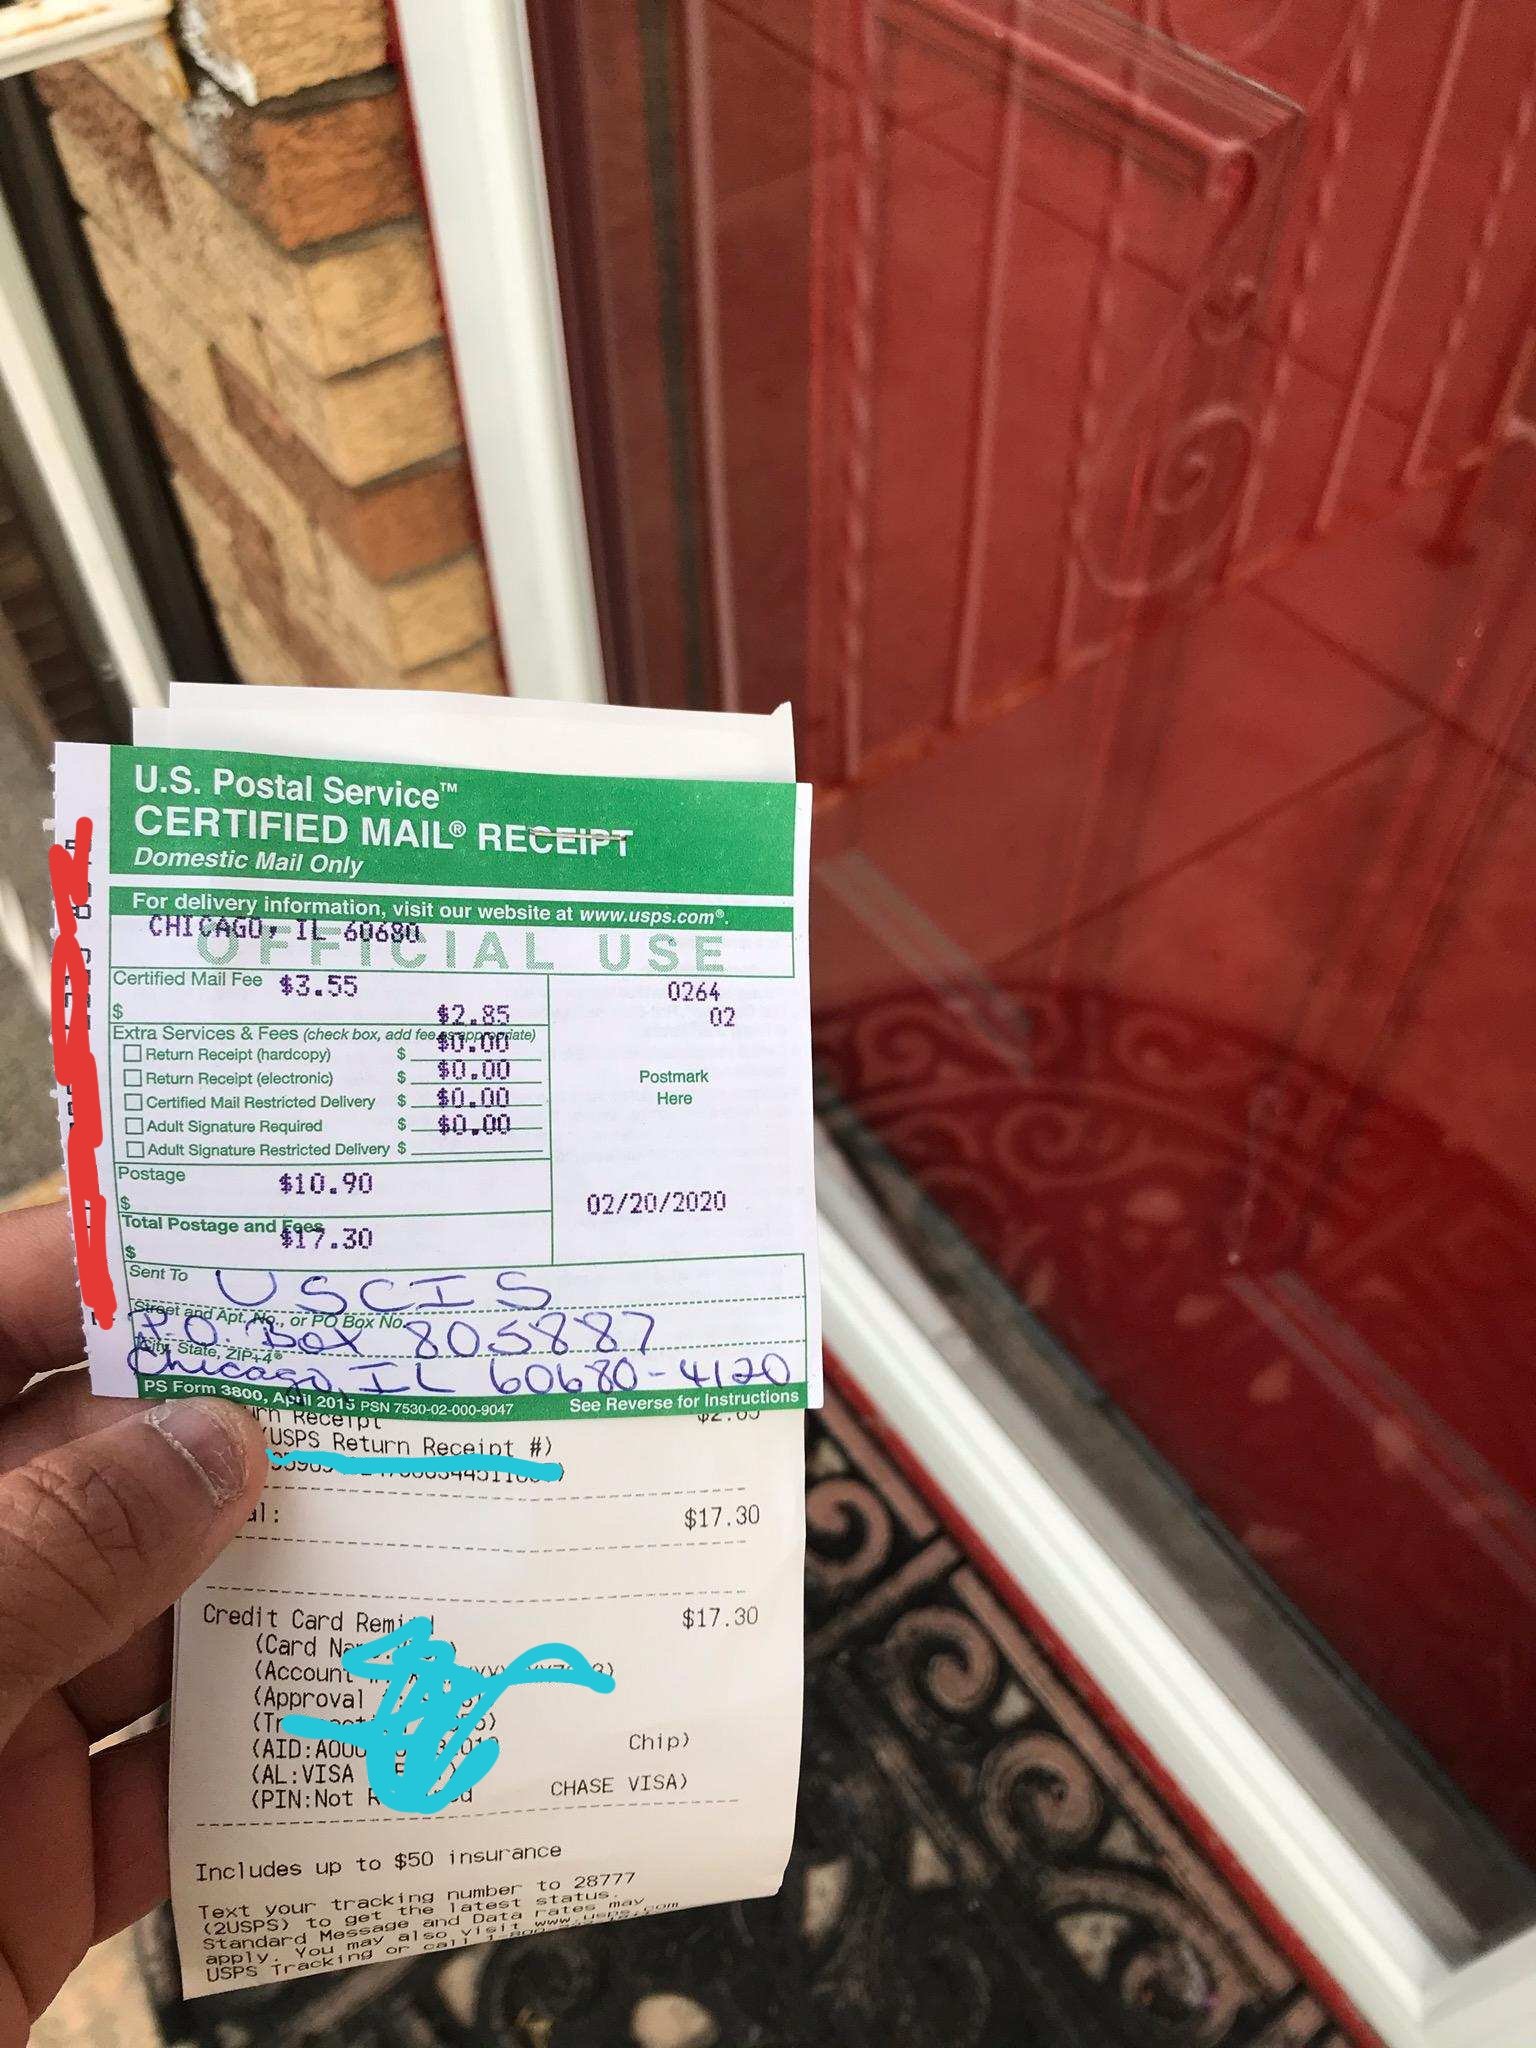 U.S. Postal Service™
CERTIFIED MAIL® RECEIPT
Domestic Mail Only
For delivery information, visit our website at www.usps.com®.
CHICAGO, IL 60680
OFFICIAL USE
Certified Mail Fee $3.55
$ $2.85
Extra Services & Fees (check box, add fee as appropriate)
$0.00
Return Receipt (hardcopy) $
Return Receipt (electronic) $ $0.00
Certified Mail Restricted Delivery $ $0.00
Adult Signature Required $ $0.00
Adult Signature Restricted Delivery $
Postage $10.90
$
Total Postage and Fees $17.30
$
0264
02
Postmark
Here
02/20/2020
Sent To USCIS
Street and Apt. No., or PO Box No.
P.O. Box 805887
City, State, ZIP+4®
Chicago, IL 60680-4120
PS Form 3800, April 2015 PSN 7530-02-000-9047 See Reverse for Instructions
Receipt $2.85
(USPS Return Receipt #)
$17.30
Credit Card $17.30
(Card
(Account
(Approval
Chip)
(AL:VISA CHASE VISA)
(PIN:Not
Includes up to $50 insurance
Text your tracking number to 28777
(2USPS) to get the latest status.
Standard Message and Data rates may
apply. You may also visit www.usps.com
USPS Tracking or call